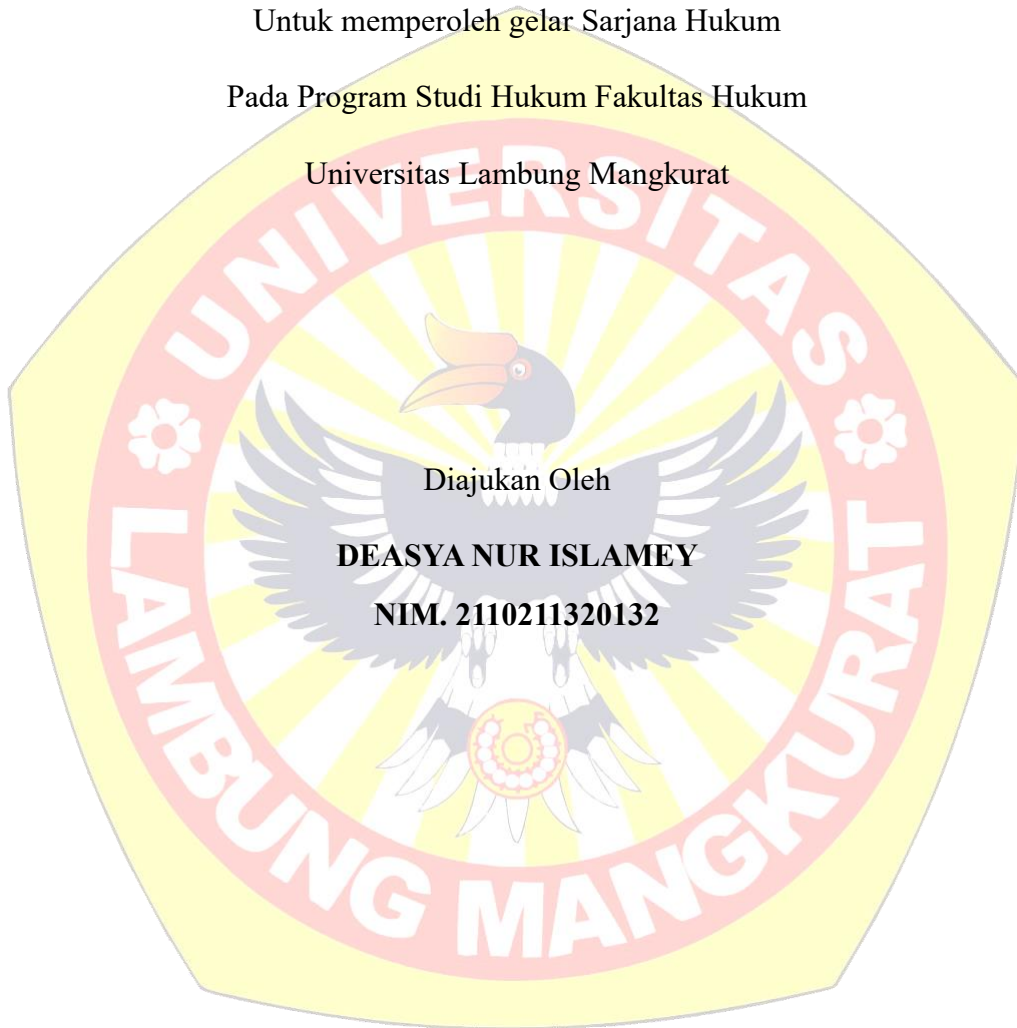 Untuk memperoleh gelar Sarjana Hukum
Pada Program Studi Hukum Fakultas Hukum
Universitas Lambung Mangkurat
UNIVERSITAS
Diajukan Oleh
DEASYA NUR ISLAMEY
NIM. 2110211320132
LAMBUNG MANGKURAT